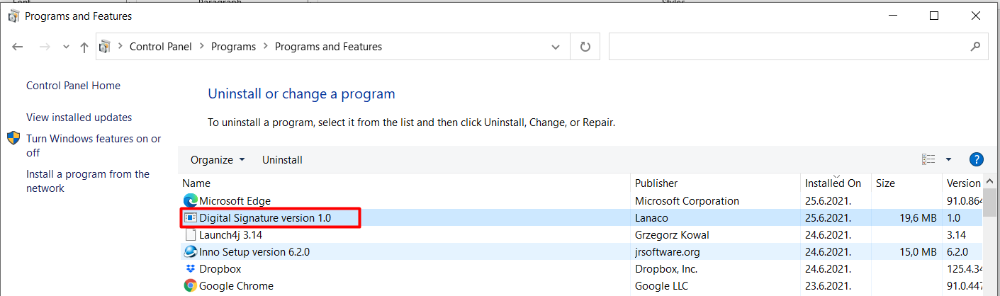 Font Paragraph Styles
Programs and Features
Control Panel Programs Programs and Features
Control Panel Home
View installed updates
Turn Windows features on or
off
Install a program from the
network
Uninstall or change a program
To uninstall a program, select it from the list and then click Uninstall, Change, or Repair.
Organize Uninstall
Name Publisher Installed On Size Version
Microsoft Edge Microsoft Corporation 25.6.2021. 91.0.864
Digital Signature version 1.0 Lanaco 25.6.2021. 19,6 MB 1.0
Launch4j 3.14 Grzegorz Kowal 24.6.2021. 3.14
Inno Setup version 6.2.0 jrsoftware.org 24.6.2021. 15,0 MB 6.2.0
Dropbox Dropbox, Inc. 24.6.2021. 125.4.34
Google Chrome Google LLC 23.6.2021. 91.0.447